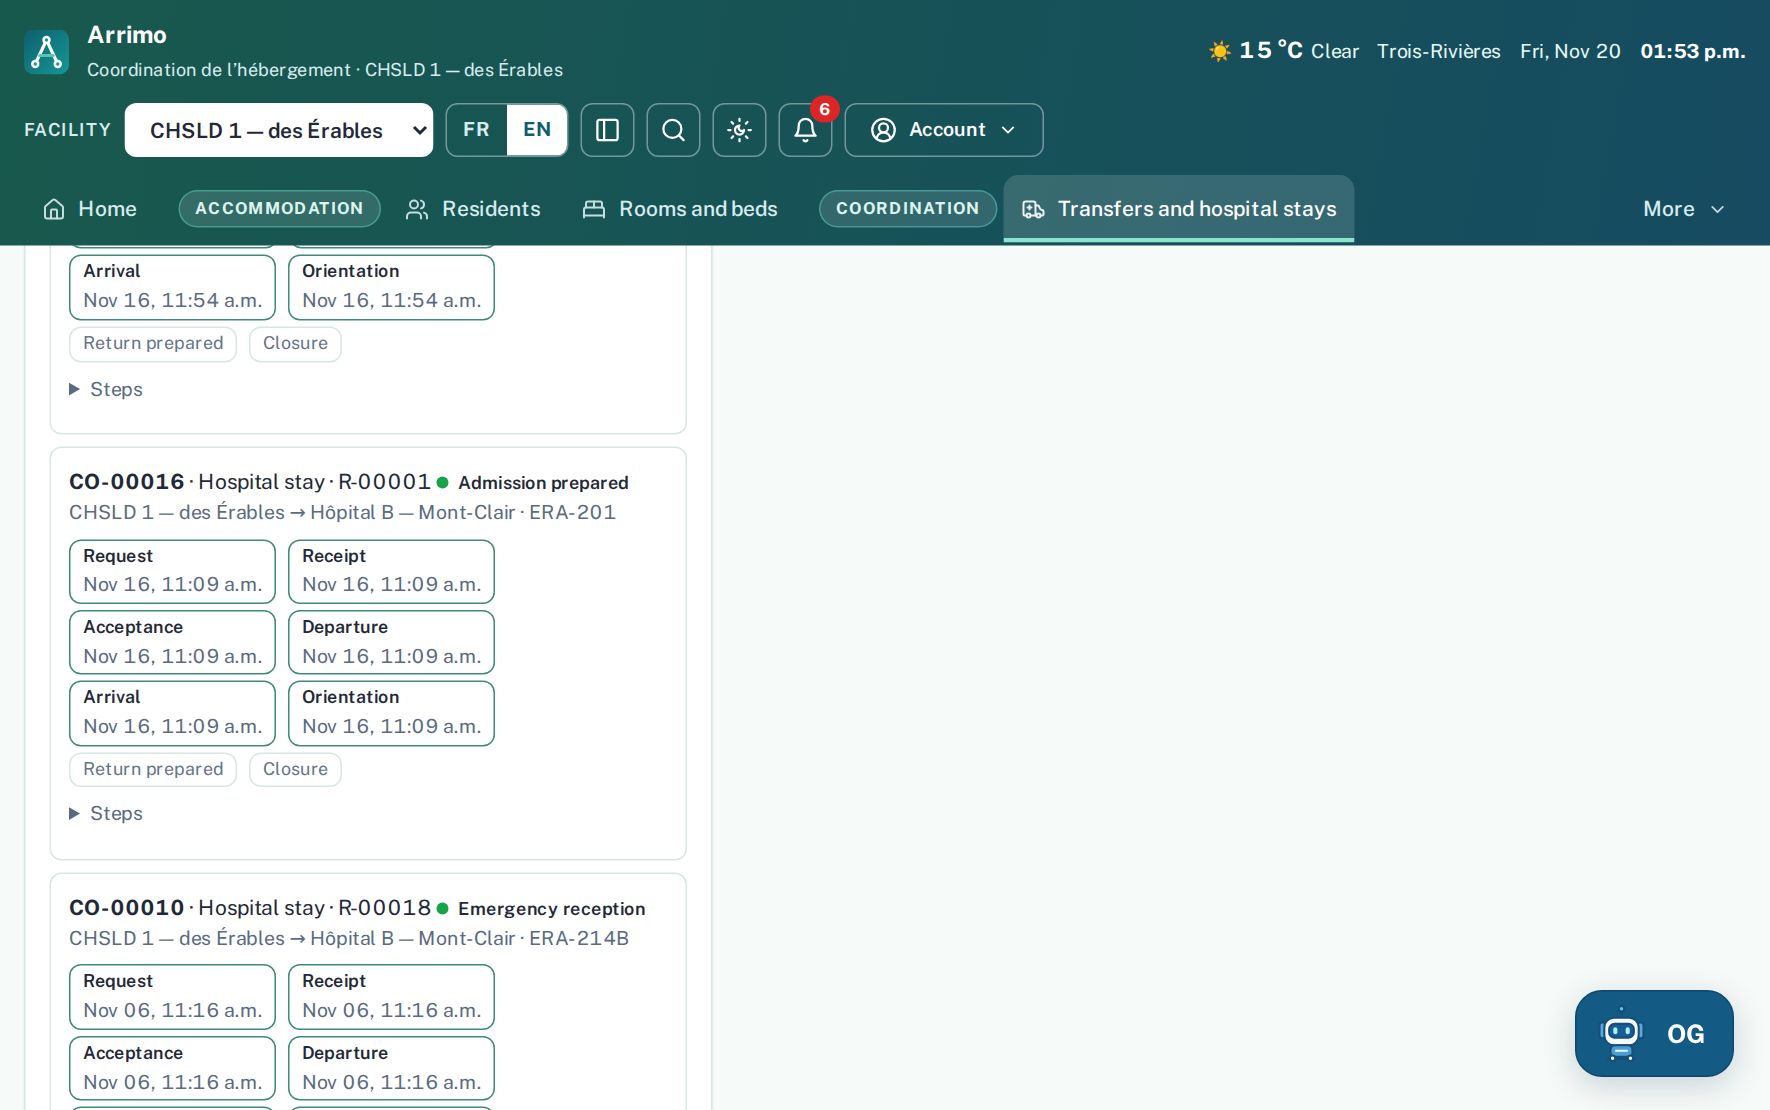 Arrimo
Coordination de l'hébergement · CHSLD 1 — des Érables
15 °C Clear Trois-Rivières Fri, Nov 20 01:53 p.m.
FACILITY CHSLD 1 — des Érables FR EN 6 Account
Home ACCOMMODATION Residents Rooms and beds COORDINATION Transfers and hospital stays More
Arrival Orientation
Nov 16, 11:54 a.m. Nov 16, 11:54 a.m.
Return prepared Closure
Steps
CO-00016 · Hospital stay · R-00001 Admission prepared
CHSLD 1 — des Érables → Hôpital B — Mont-Clair · ERA-201
Request Receipt
Nov 16, 11:09 a.m. Nov 16, 11:09 a.m.
Acceptance Departure
Nov 16, 11:09 a.m. Nov 16, 11:09 a.m.
Arrival Orientation
Nov 16, 11:09 a.m. Nov 16, 11:09 a.m.
Return prepared Closure
Steps
CO-00010 · Hospital stay · R-00018 Emergency reception
CHSLD 1 — des Érables → Hôpital B — Mont-Clair · ERA-214B
Request Receipt
Nov 06, 11:16 a.m. Nov 06, 11:16 a.m.
Acceptance Departure
Nov 06, 11:16 a.m. Nov 06, 11:16 a.m.
OG